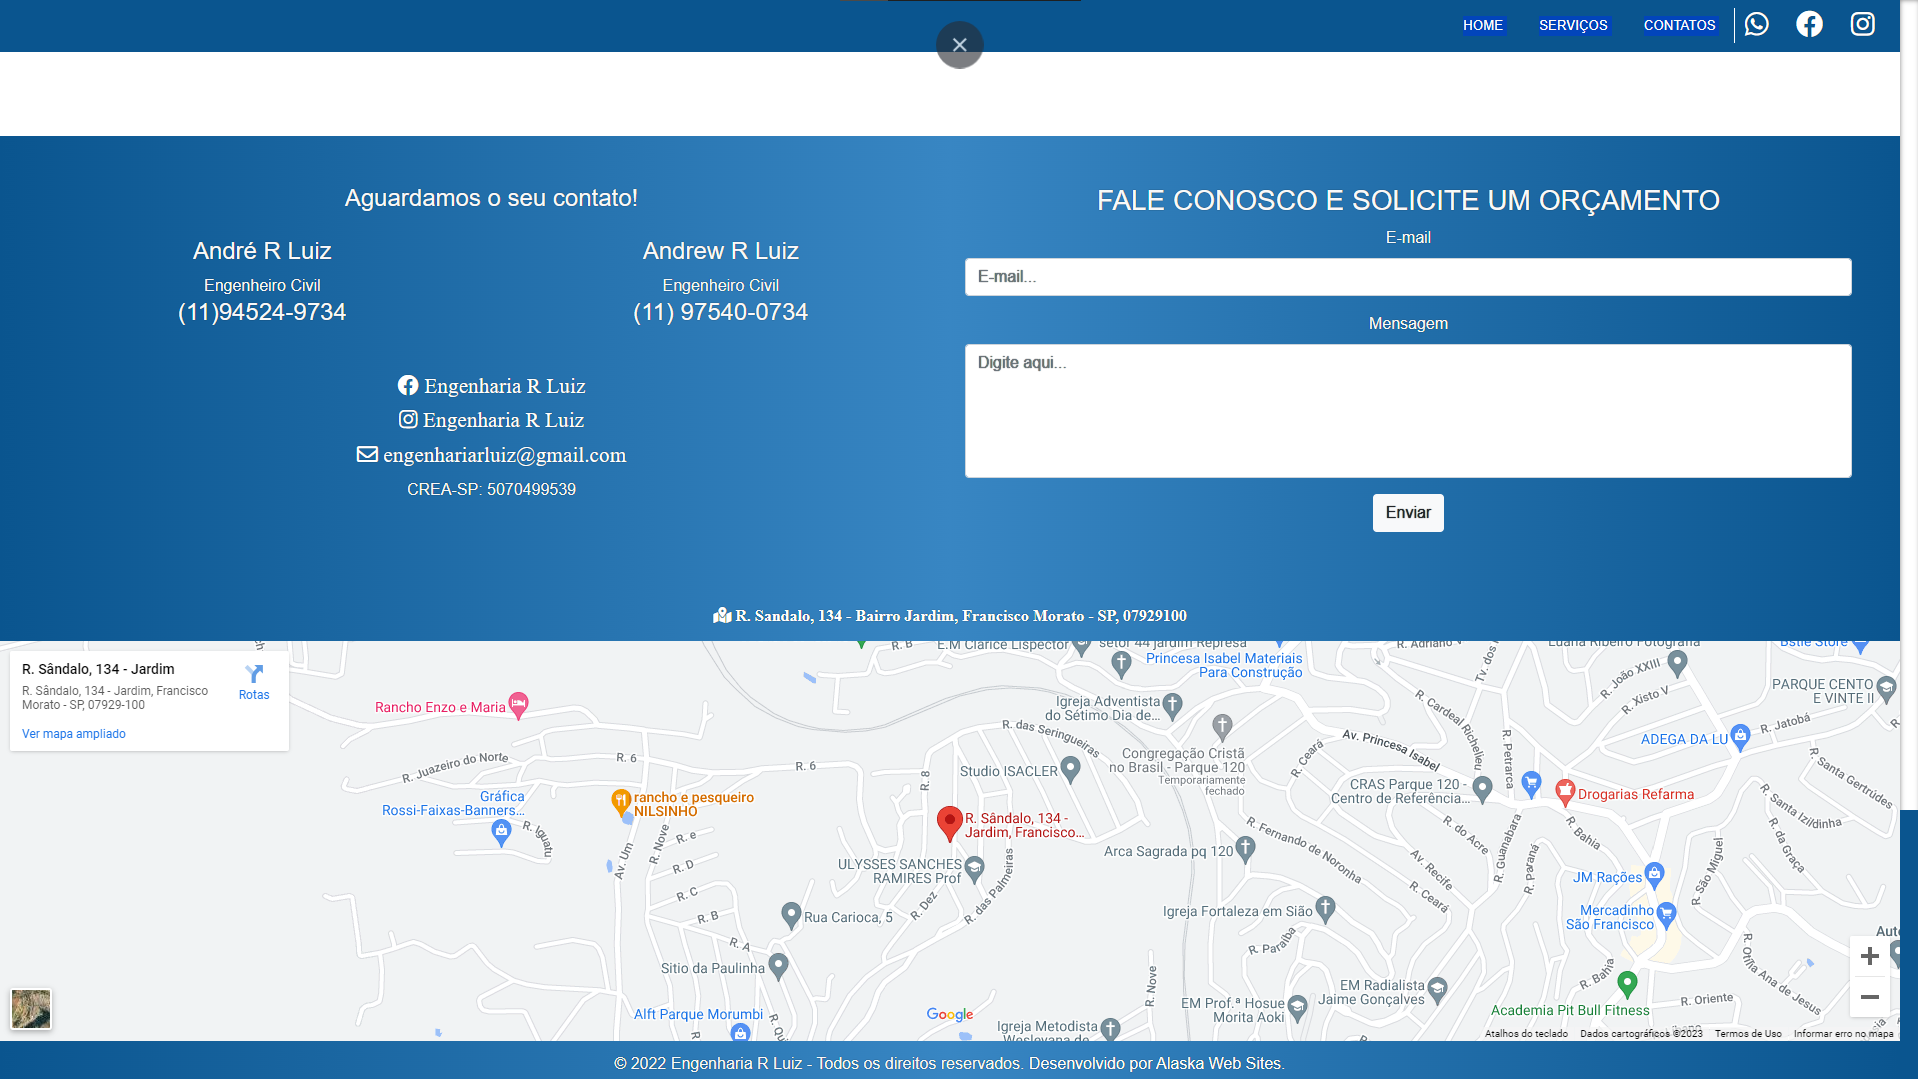 HOME
SERVIÇOS
CONTATOS
Aguardamos o seu contato!
André R Luiz
Engenheiro Civil
(11)94524-9734
Andrew R Luiz
Engenheiro Civil
(11) 97540-0734
Engenharia R Luiz
Engenharia R Luiz
engenhariarluiz@gmail.com
CREA-SP: 5070499539
FALE CONOSCO E SOLICITE UM ORÇAMENTO
E-mail
E-mail...
Mensagem
Digite aqui...
Enviar
R. Sandalo, 134 - Bairro Jardim, Francisco Morato - SP, 07929100
R. Sândalo, 134 - Jardim
R. Sândalo, 134 - Jardim, Francisco
Morato - SP, 07929-100
Rotas
Ver mapa ampliado
R. B
E.M Clarice Lispector
setor 44 jardim Represa
R. Adriano
Luana Ribeiro Fotografia
Bstie Store
Princesa Isabel Materiais
Para Construção
Tv. dos
R. João XXIII
R. Xisto V
PARQUE CENTO
E VINTE II
Rancho Enzo e Maria
Igreja Adventista
do Sétimo Dia de...
R. Cardeal Richelieu
R. Jatobá
R. das Seringueiras
Av. Princesa Isabel
R. Petrarca
ADEGA DA LU
Congregação Cristã
no Brasil - Parque 120
Temporariamente
fechado
R. Ceará
R. Santa Gertrudes
R. Juazeiro do Norte
R. 6
R. 6
R. 8
Studio ISACLER
CRAS Parque 120 -
Centro de Referência...
Drogarias Refarma
R. Santa Izildinha
Gráfica
Rossi-Faixas-Banners...
rancho e pesqueiro
NILSINHO
R. Sândalo, 134 -
Jardim, Francisco...
R. Iguatu
R. Nove
R. e
R. Fernando de Noronha
R. do Acre
R. Guanabara
R. Bahia
R. da Graça
Av. Um
R. D
ULYSSES SANCHES
RAMIRES Prof
R. das Palmeiras
Arca Sagrada pq 120
Av. Recife
R. Paraná
R. São Miguel
JM Rações
R. C
R. B
Rua Carioca, 5
R. Dez
R. Ceará
Igreja Fortaleza em Sião
Mercadinho
São Francisco
R. A
R. Paraíba
R. Otília Ana de Jesus
Auto
Sitio da Paulinha
R. Nove
R. Bahia
EM Radialista
Jaime Gonçalves
EM Prof.ª Hosue
Morita Aoki
R. Oriente
Academia Pit Bull Fitness
Alft Parque Morumbi
Google
Igreja Metodista
Wesleyana de
Atalhos do teclado
Dados cartográficos ©2023
Termos de Uso
Informar erro no mapa
© 2022 Engenharia R Luiz - Todos os direitos reservados. Desenvolvido por Alaska Web Sites.